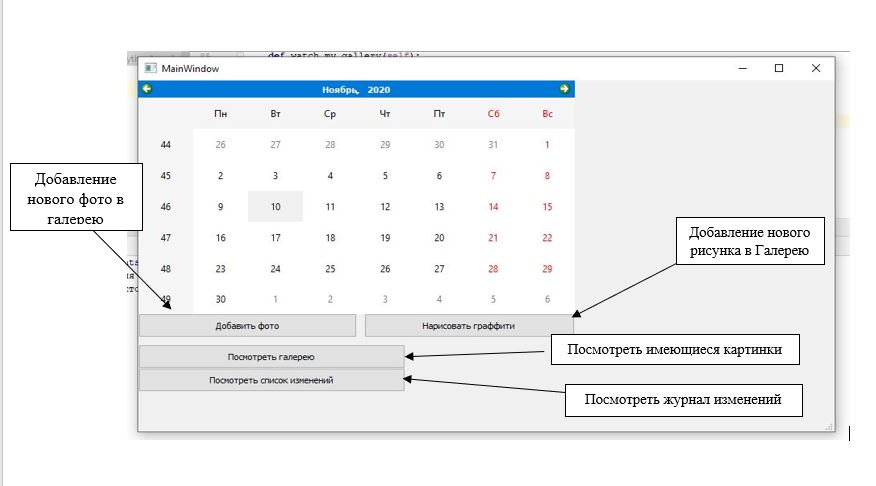 def watch_my_gallery(self):
MainWindow
Ноябрь, 2020
Пн Вт Ср Чт Пт Сб Вс
44 26 27 28 29 30 31 1
45 2 3 4 5 6 7 8
46 9 10 11 12 13 14 15
47 16 17 18 19 20 21 22
48 23 24 25 26 27 28 29
49 30 1 2 3 4 5 6
Добавить фото
Нарисовать граффити
Посмотреть галерею
Посмотреть список изменений
Добавление
нового фото в
галерею
Добавление нового
рисунка в Галерею
Посмотреть имеющиеся картинки
Посмотреть журнал изменений